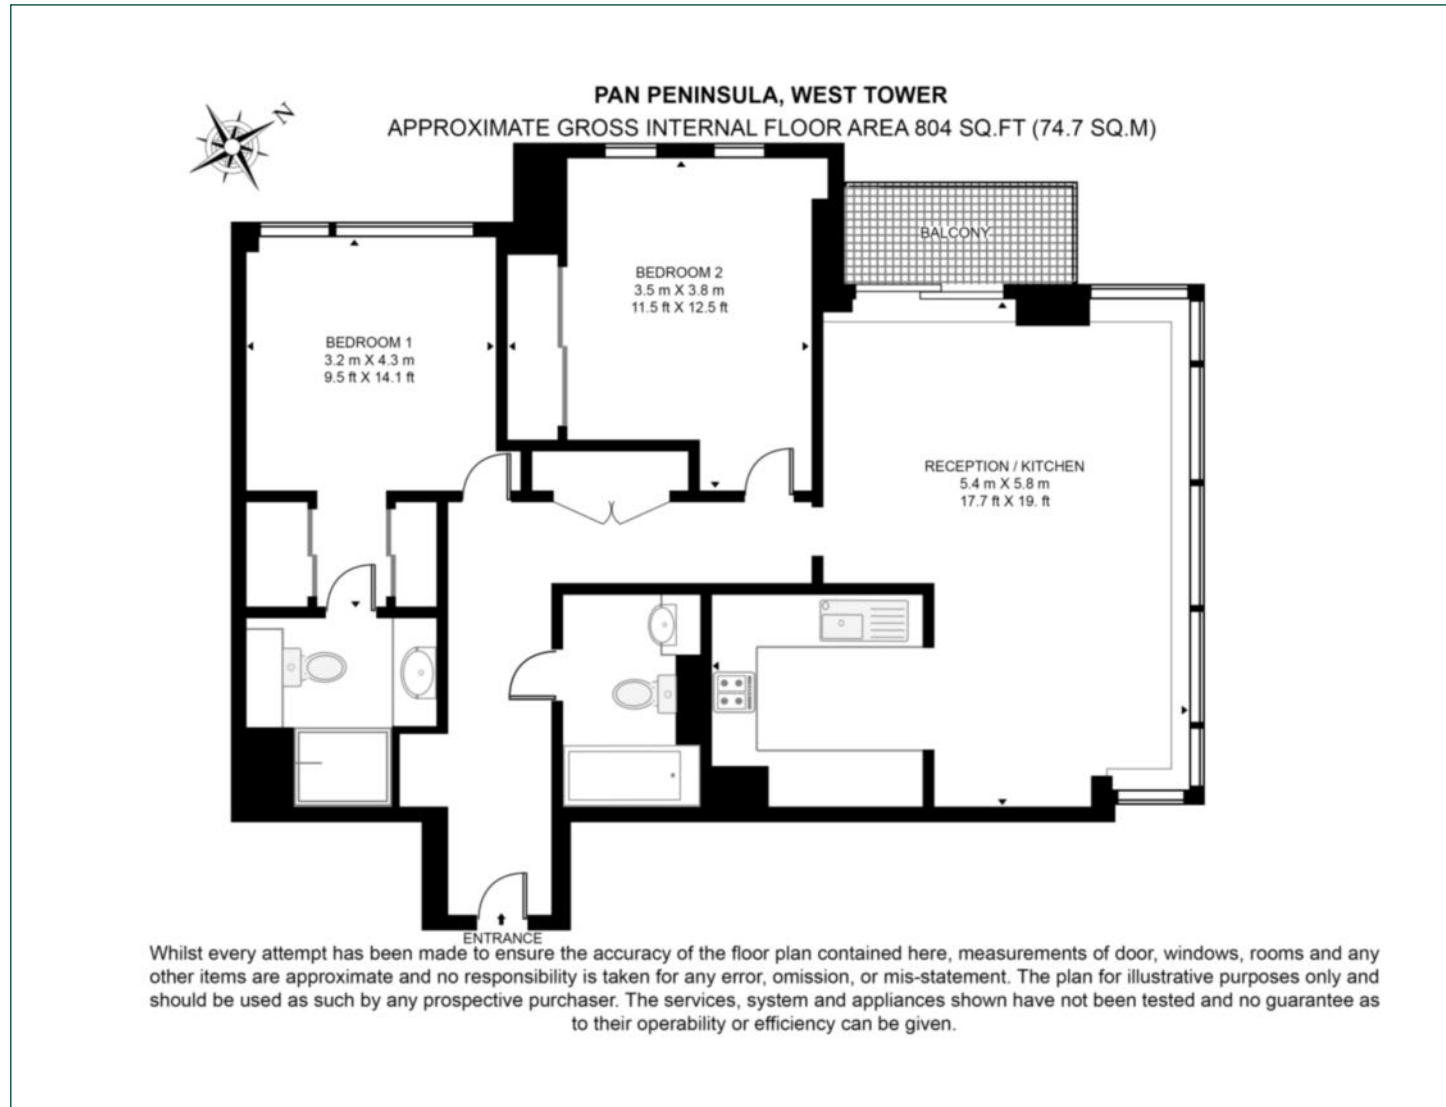 PAN PENINSULA, WEST TOWER
APPROXIMATE GROSS INTERNAL FLOOR AREA 804 SQ.FT (74.7 SQ.M)
N
BALCONY
BEDROOM 2
3.5 m X 3.8 m
11.5 ft X 12.5 ft
BEDROOM 1
3.2 m X 4.3 m
9.5 ft X 14.1 ft
RECEPTION / KITCHEN
5.4 m X 5.8 m
17.7 ft X 19. ft
ENTRANCE
Whilst every attempt has been made to ensure the accuracy of the floor plan contained here, measurements of door, windows, rooms and any
other items are approximate and no responsibility is taken for any error, omission, or mis-statement. The plan for illustrative purposes only and
should be used as such by any prospective purchaser. The services, system and appliances shown have not been tested and no guarantee as
to their operability or efficiency can be given.